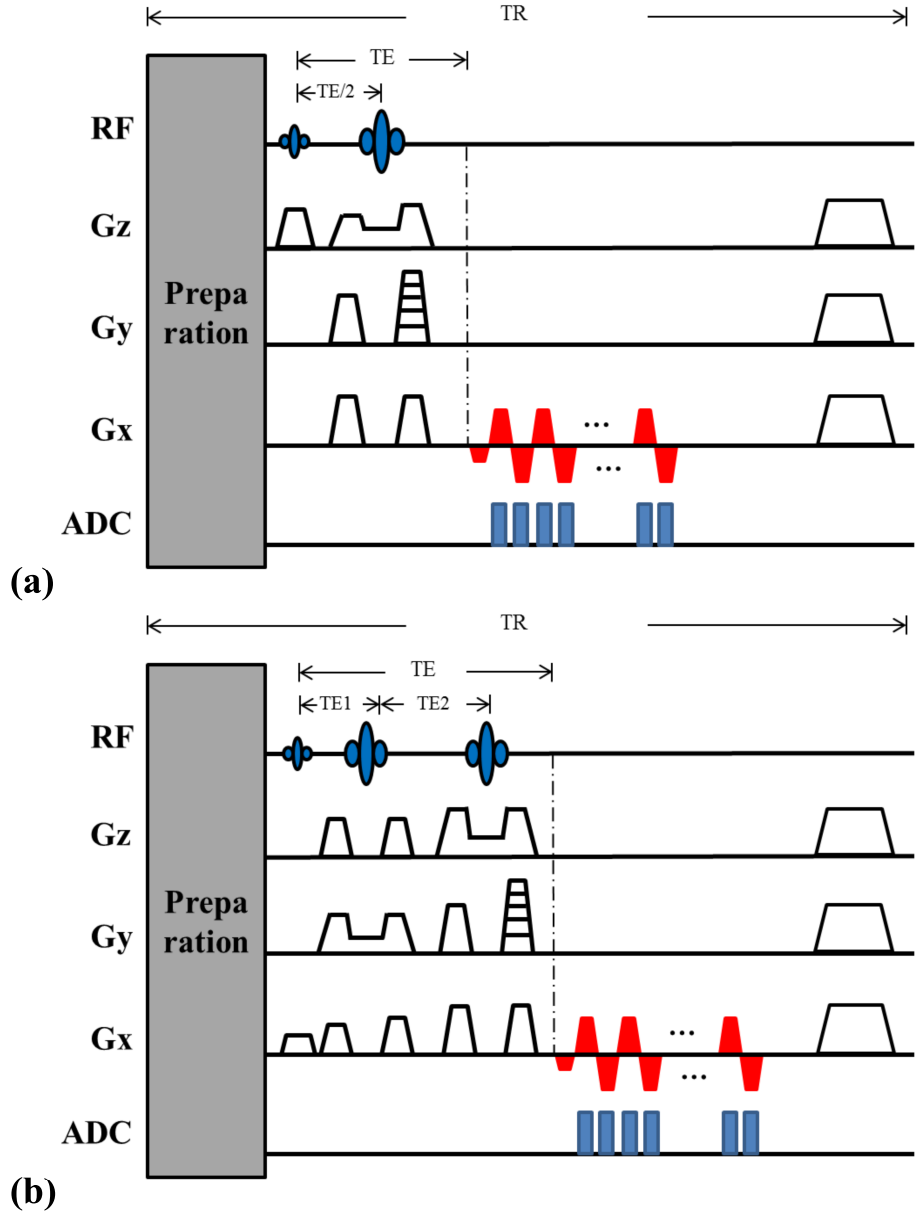 TR
TE
TE/2
RF
Gz
Prepa
ration
Gy
Gx
...
...
ADC
(a)
TR
TE
TE1
TE2
RF
Gz
Prepa
ration
Gy
Gx
...
...
ADC
(b)